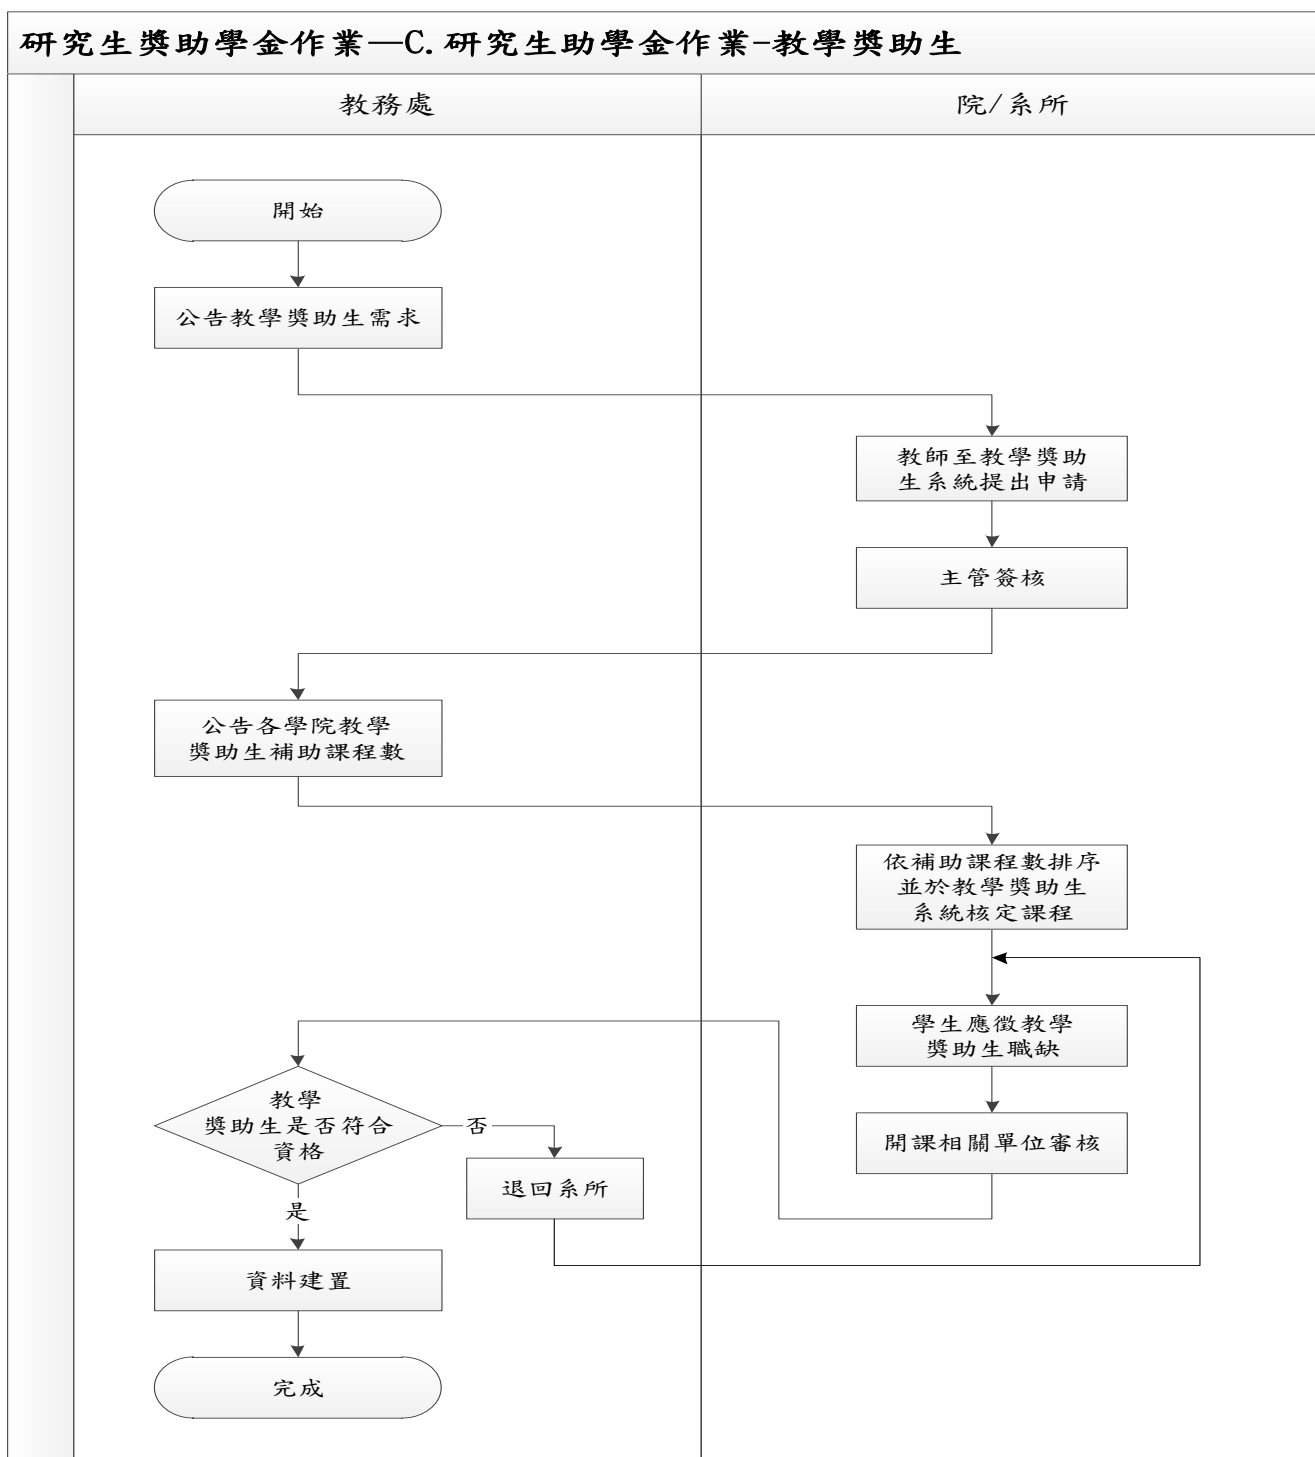 研究生獎助學金作業—C.研究生助學金作業-教學獎助生
教務處
院/系所
開始
公告教學獎助生需求
教師至教學獎助
生系統提出申請
主管簽核
公告各學院教學
獎助生補助課程數
依補助課程數排序
並於教學獎助生
系統核定課程
學生應徵教學
獎助生職缺
開課相關單位審核
教學
獎助生是否符合
資格
否
退回系所
是
資料建置
完成